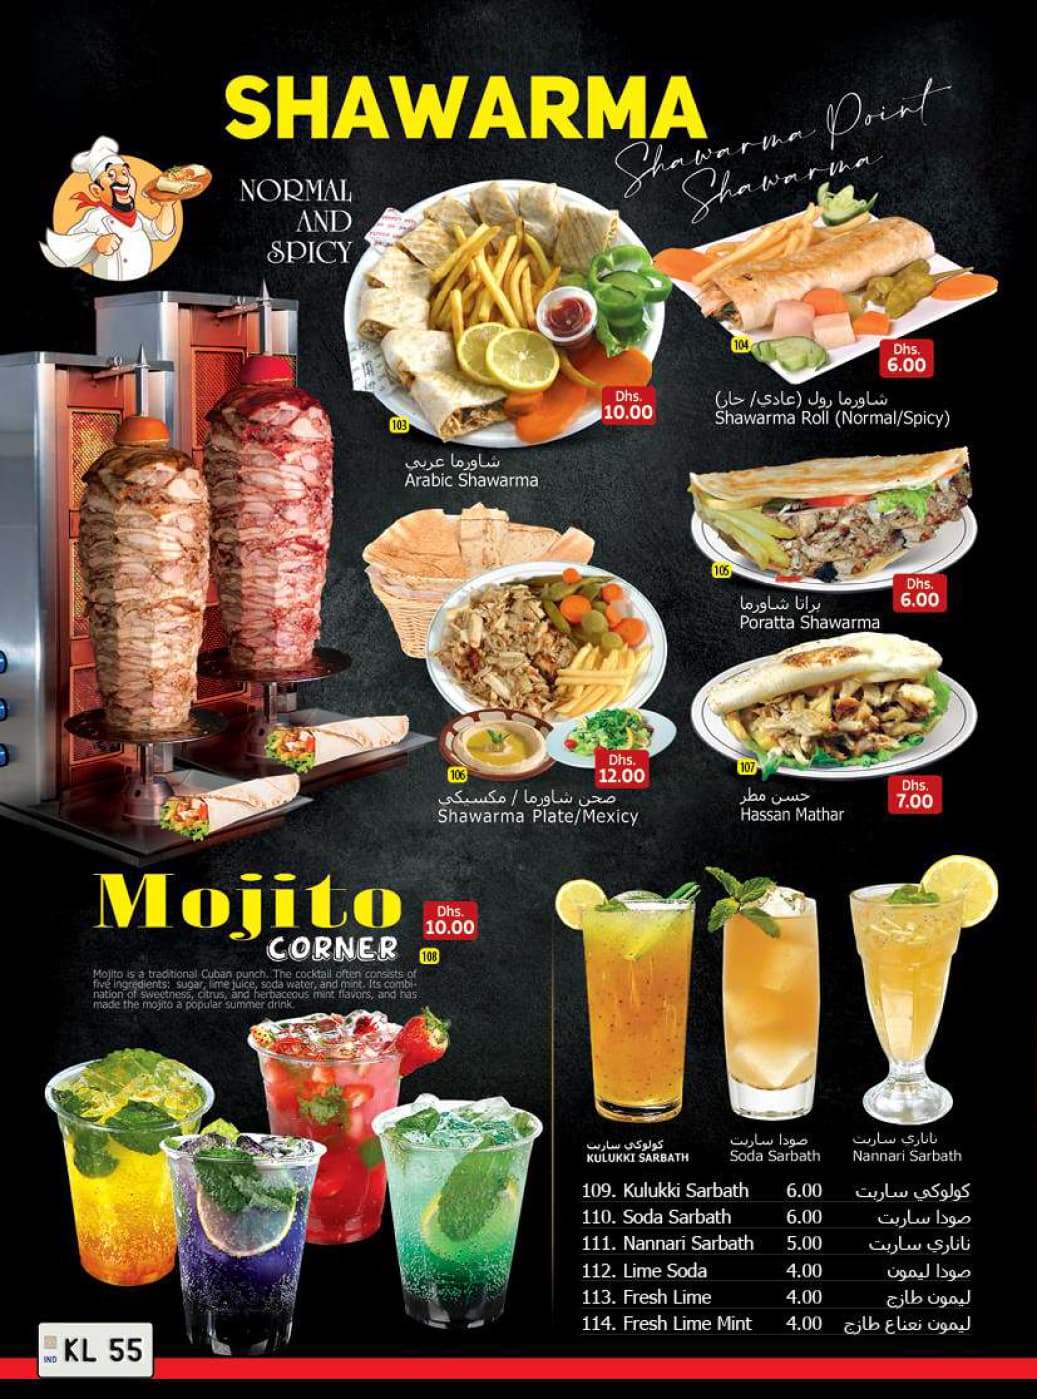 SHAWARMA
Shawarma Point
Shawarma
NORMAL
AND
SPICY
103
Dhs.
10.00
شاورما عربي
Arabic Shawarma
104
Dhs.
6.00
شاورما رول (عادي/ حار)
Shawarma Roll (Normal/Spicy)
105
Dhs.
6.00
براتا شاورما
Poratta Shawarma
106
Dhs.
12.00
صحن شاورما / مكسيكي
Shawarma Plate/Mexicy
107
Dhs.
7.00
حسن مطر
Hassan Mathar
Mojito
CORNER
Dhs.
10.00
108
Mojito is a traditional Cuban punch. The cocktail often consists of
five ingredients: sugar, lime juice, soda water, and mint. Its combi-
nation of sweetness, citrus, and herbaceous mint flavors, and has
made the mojito a popular summer drink.
كولوكي ساربت
KULUKKI SARBATH
صودا ساربت
Soda Sarbath
ناناري ساربت
Nannari Sarbath
109. Kulukki Sarbath 6.00 كولوكي ساربت
110. Soda Sarbath 6.00 صودا ساربت
111. Nannari Sarbath 5.00 ناناري ساربت
112. Lime Soda 4.00 صودا ليمون
113. Fresh Lime 4.00 ليمون طازج
114. Fresh Lime Mint 4.00 ليمون نعناع طازج
IND KL 55